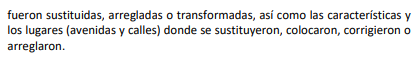 fueron sustituidas, arregladas o transformadas, así como las características y
los lugares (avenidas y calles) donde se sustituyeron, colocaron, corrigieron o
arreglaron.